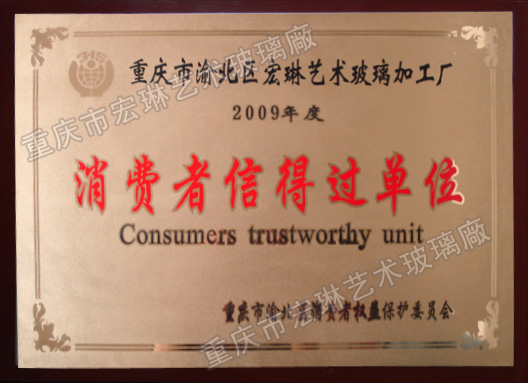 重庆市渝北区宏琳艺术玻璃加工厂
2009年度
消费者信得过单位
Consumers trustworthy unit
重庆市渝北区消费者权益保护委员会
重庆市宏琳艺术玻璃廠
重庆市宏琳艺术玻璃廠